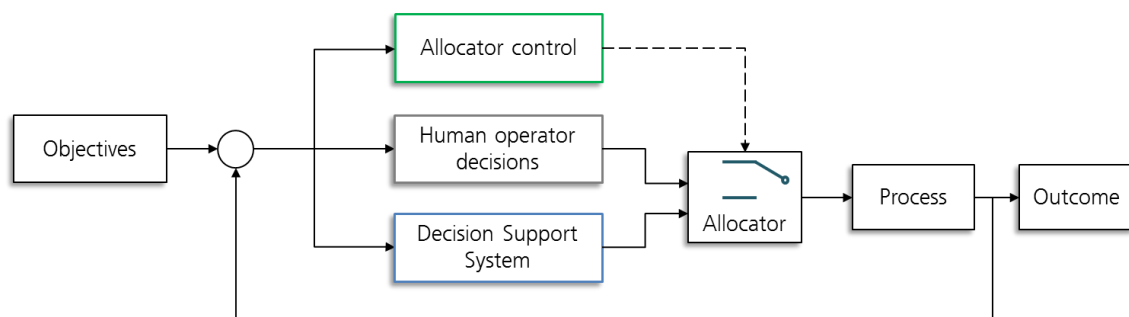 Allocator control
Objectives
Human operator
decisions
Decision Support
System
Allocator
Process
Outcome